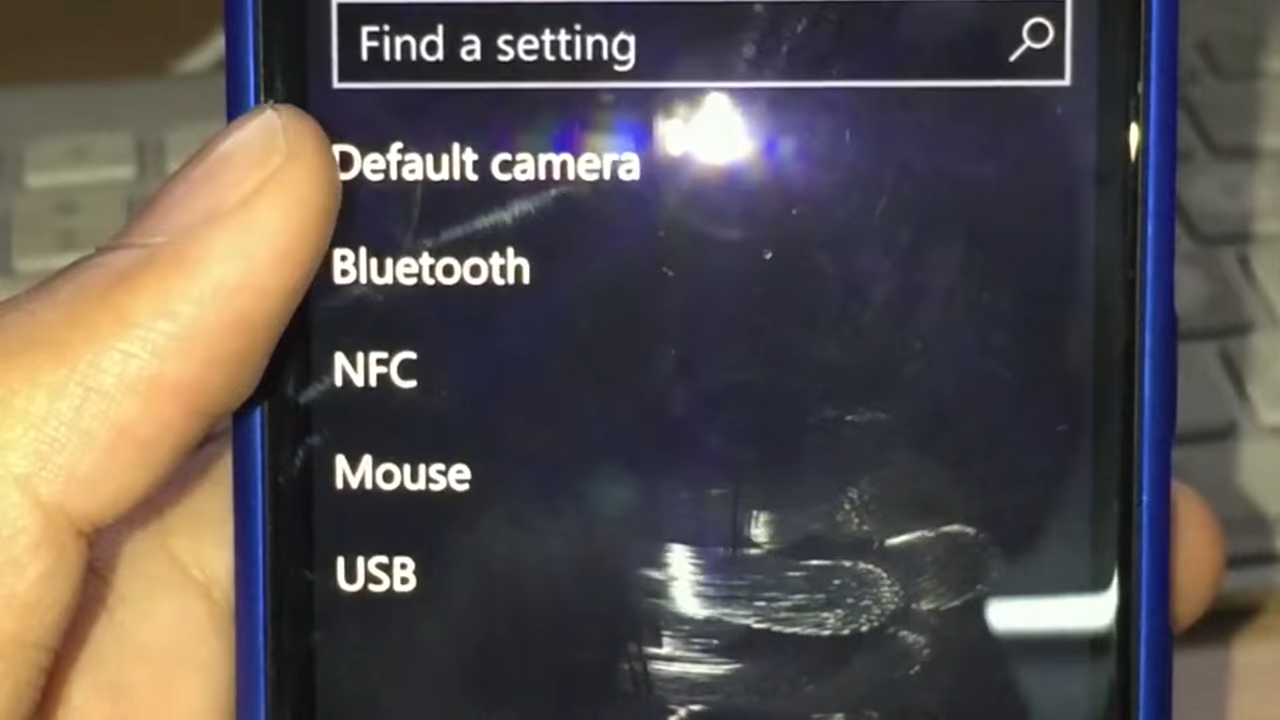 Find a setting
Default camera
Bluetooth
NFC
Mouse
USB